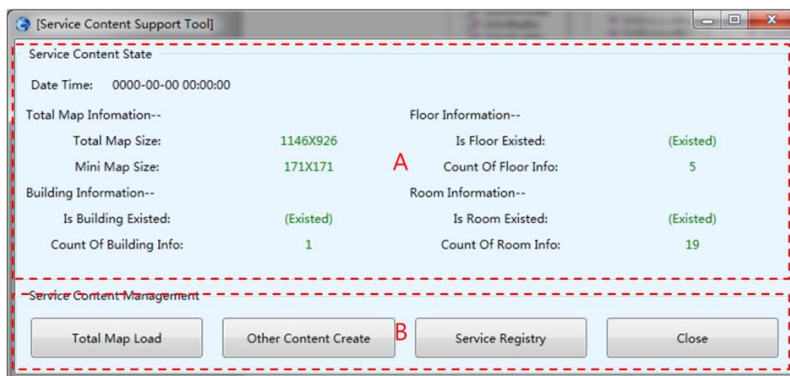 [Service Content Support Tool]
Service Content State
Date Time: 0000-00-00 00:00:00
Total Map Infomation-- Floor Information--
Total Map Size: 1146X926 Is Floor Existed: (Existed)
Mini Map Size: 171X171 A Count Of Floor Info: 5
Building Information-- Room Information--
Is Building Existed: (Existed) Is Room Existed: (Existed)
Count Of Building Info: 1 Count Of Room Info: 19
Service Content Management
Total Map Load Other Content Create B Service Registry Close